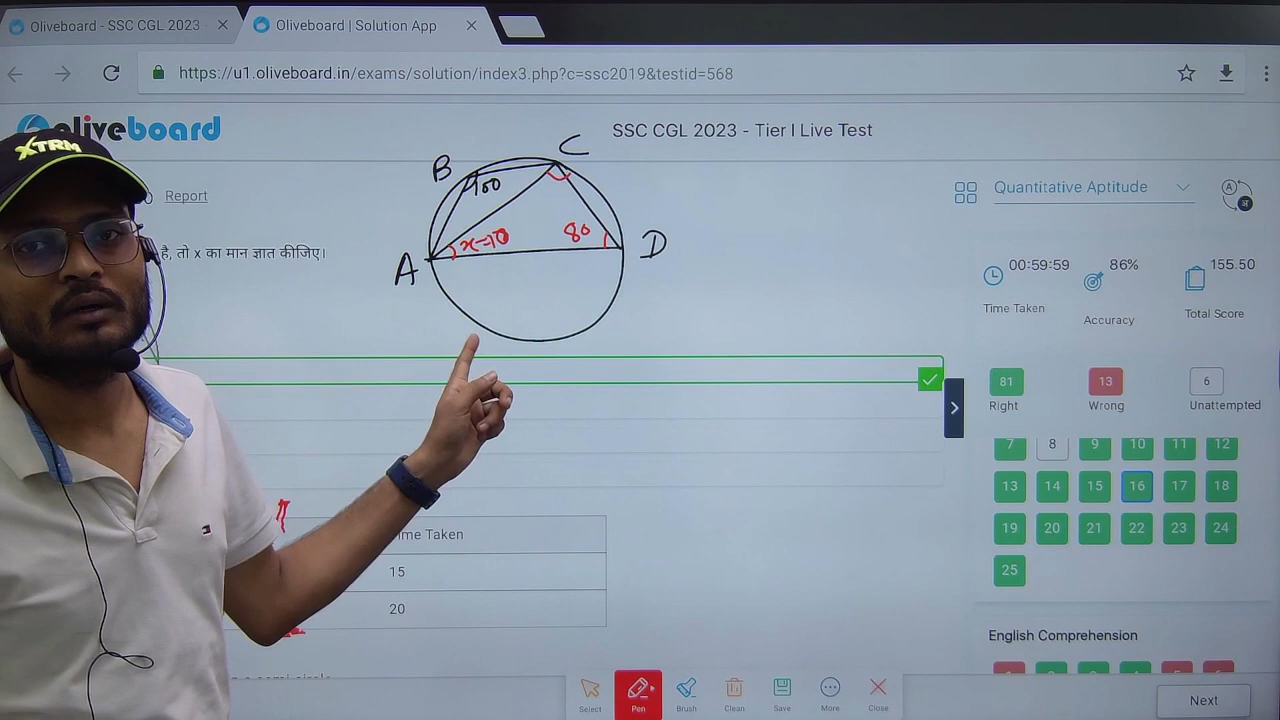 Oliveboard - SSC CGL 2023
Oliveboard | Solution App
https://u1.oliveboard.in/exams/solution/index3.php?c=ssc2019&testid=568
oliveboard
SSC CGL 2023 - Tier I Live Test
XTRM
Report
Quantitative Aptitude
है, तो x का मान ज्ञात कीजिए।
B
C
100
x-10
80
A
D
00:59:59
Time Taken
86%
Accuracy
155.50
Total Score
81
Right
13
Wrong
6
Unattempted
7 8 9 10 11 12
13 14 15 16 17 18
19 20 21 22 23 24
25
Time Taken
15
20
English Comprehension
Select
Pen
Brush
Clean
Save
More
Close
Next